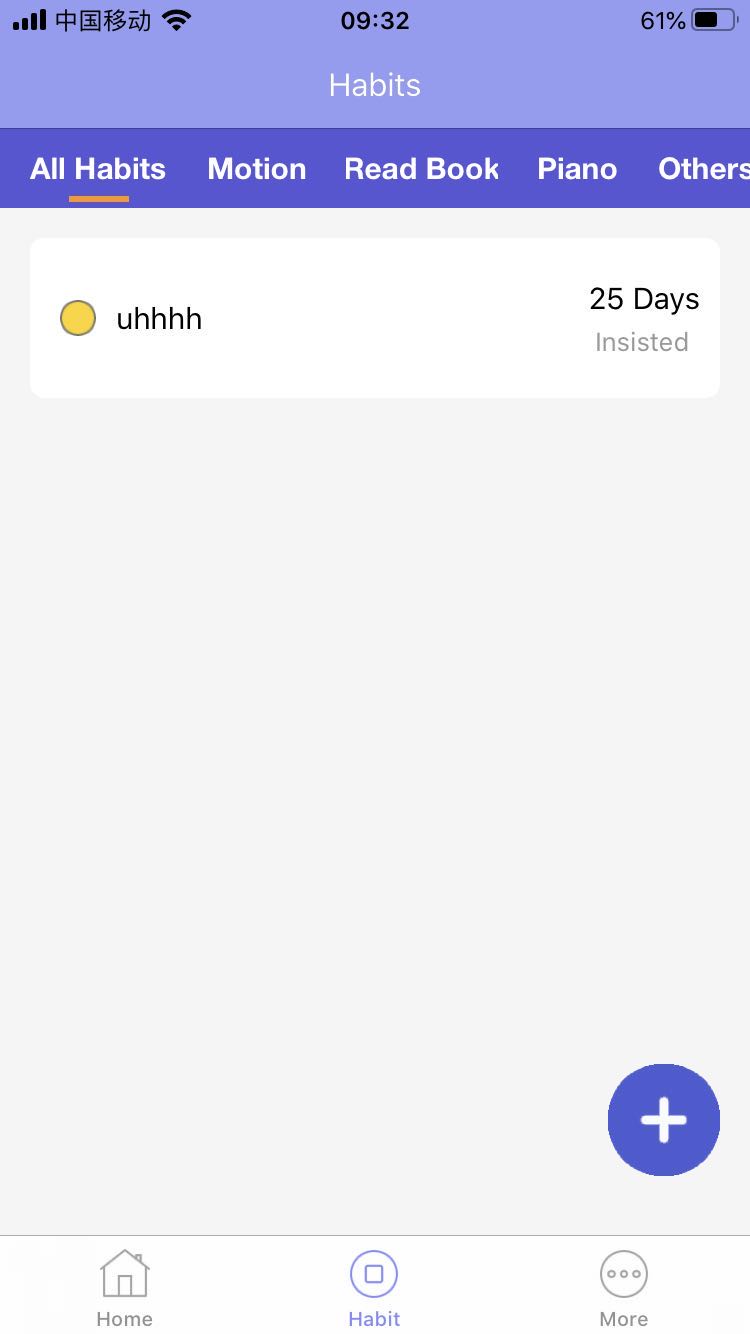 中国移动 09:32 61%
Habits
All Habits Motion Read Book Piano Others
uhhhh
25 Days
Insisted
Home Habit More